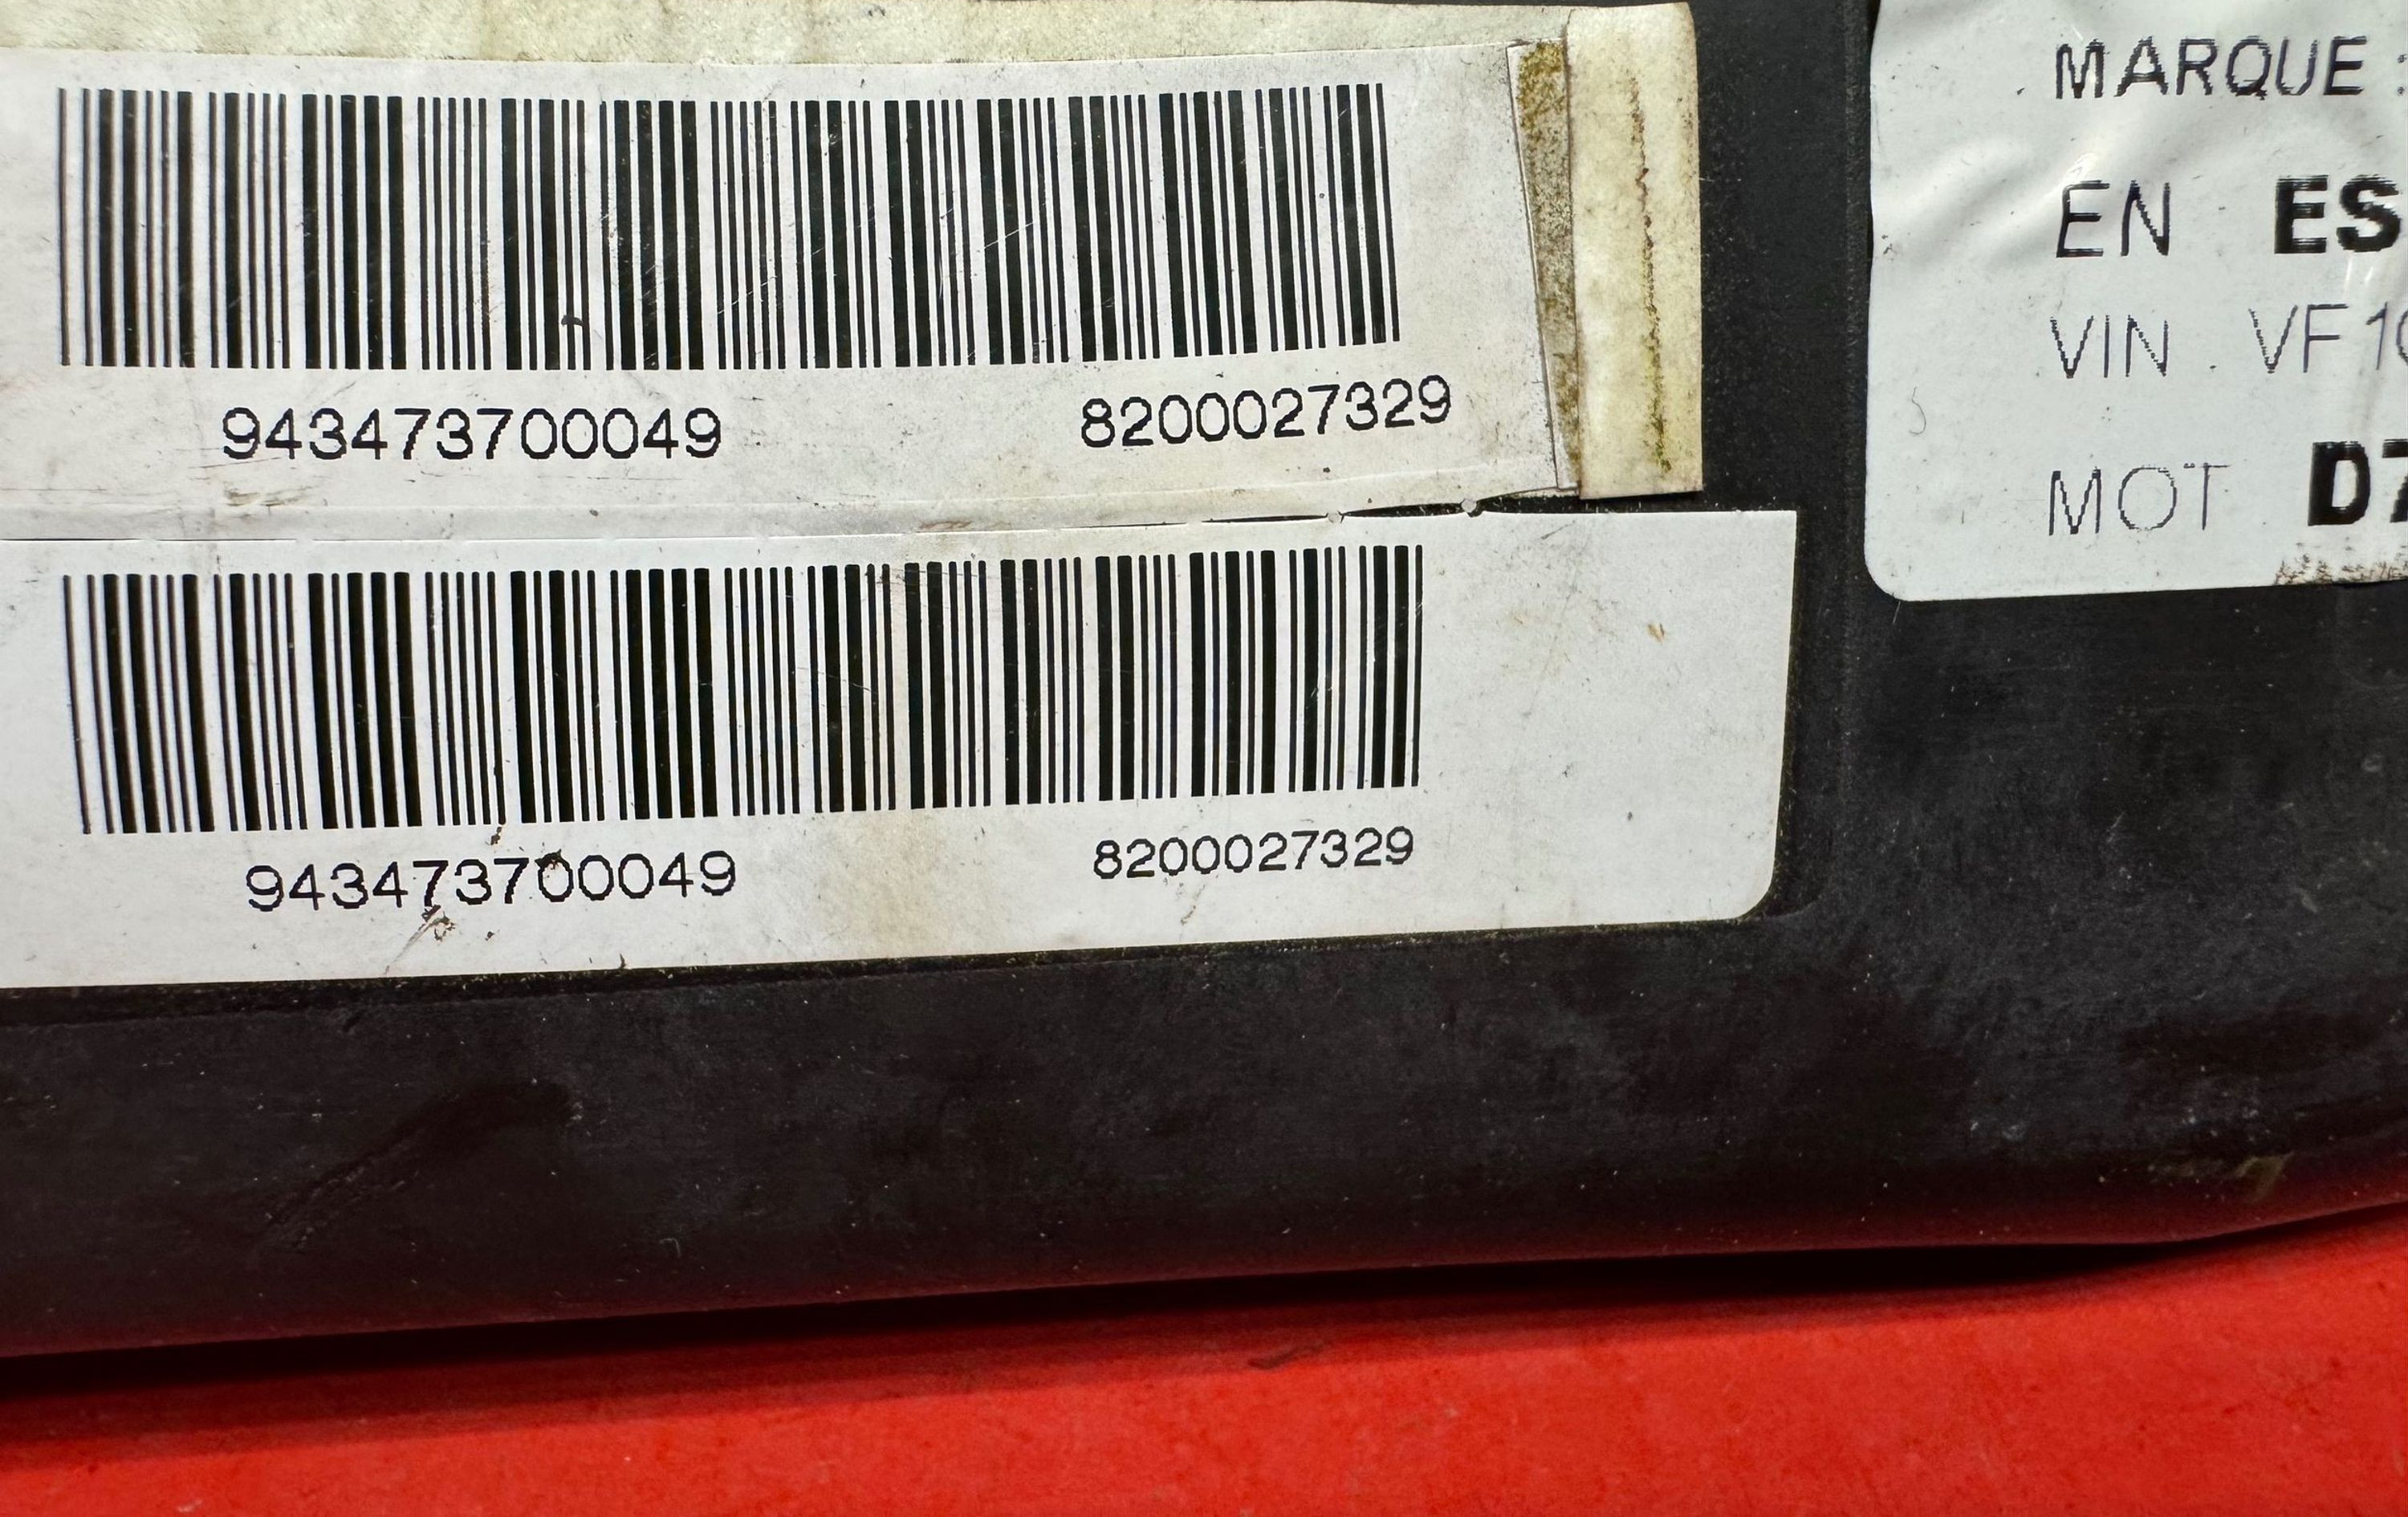 943473700049 8200027329
943473700049 8200027329
MARQUE :
EN ES
VIN . VF1
MOT D7